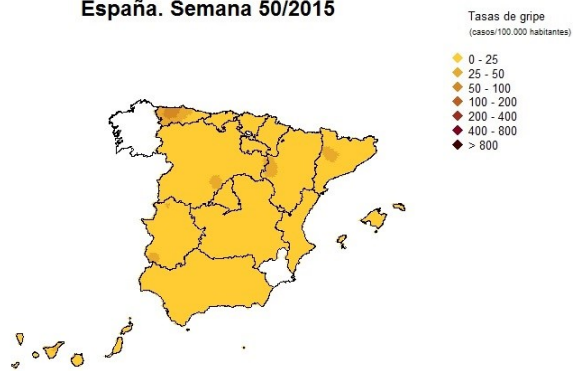 España. Semana 50/2015
Tasas de gripe
(casos/100.000 habitantes)
0 - 25
25 - 50
50 - 100
100 - 200
200 - 400
400 - 800
> 800